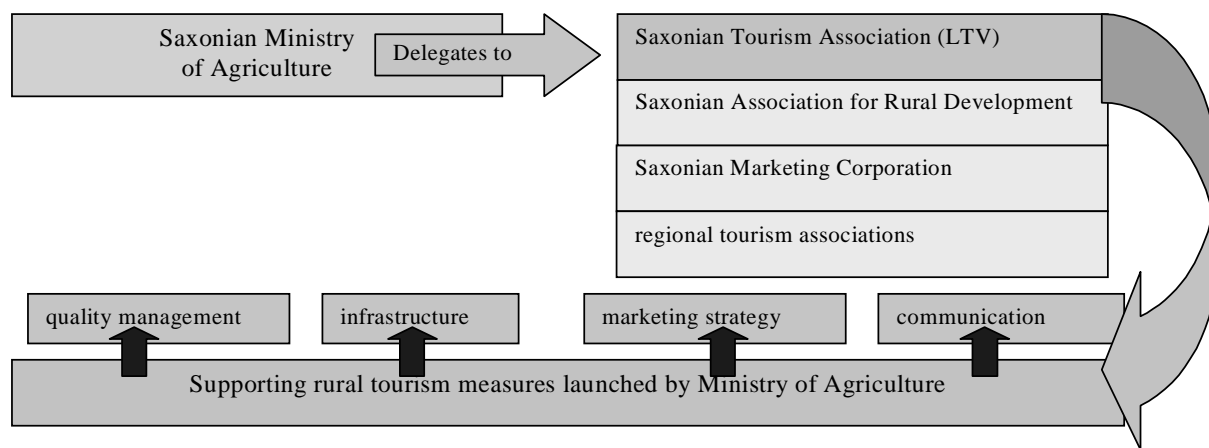 Saxonian Ministry
of Agriculture
Delegates to
Saxonian Tourism Association (LTV)
Saxonian Association for Rural Development
Saxonian Marketing Corporation
regional tourism associations
quality management
infrastructure
marketing strategy
communication
Supporting rural tourism measures launched by Ministry of Agriculture